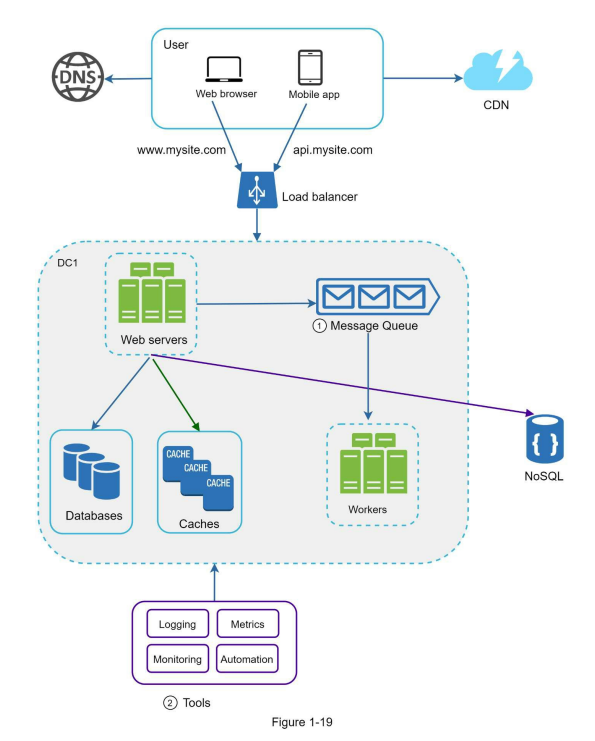 User
DNS
Web browser
Mobile app
CDN
www.mysite.com
api.mysite.com
Load balancer
DC1
Web servers
1 Message Queue
CACHE
CACHE
CACHE
Databases
Caches
Workers
{ }
NoSQL
Logging
Metrics
Monitoring
Automation
2 Tools
Figure 1-19